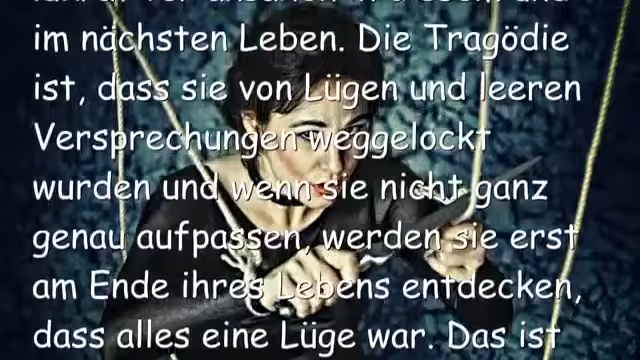 im nächsten Leben. Die Tragödie
ist, dass sie von Lügen und leeren
Versprechungen weggelockt
wurden und wenn sie nicht ganz
genau aufpassen, werden sie erst
am Ende ihres Lebens entdecken,
dass alles eine Lüge war. Das ist